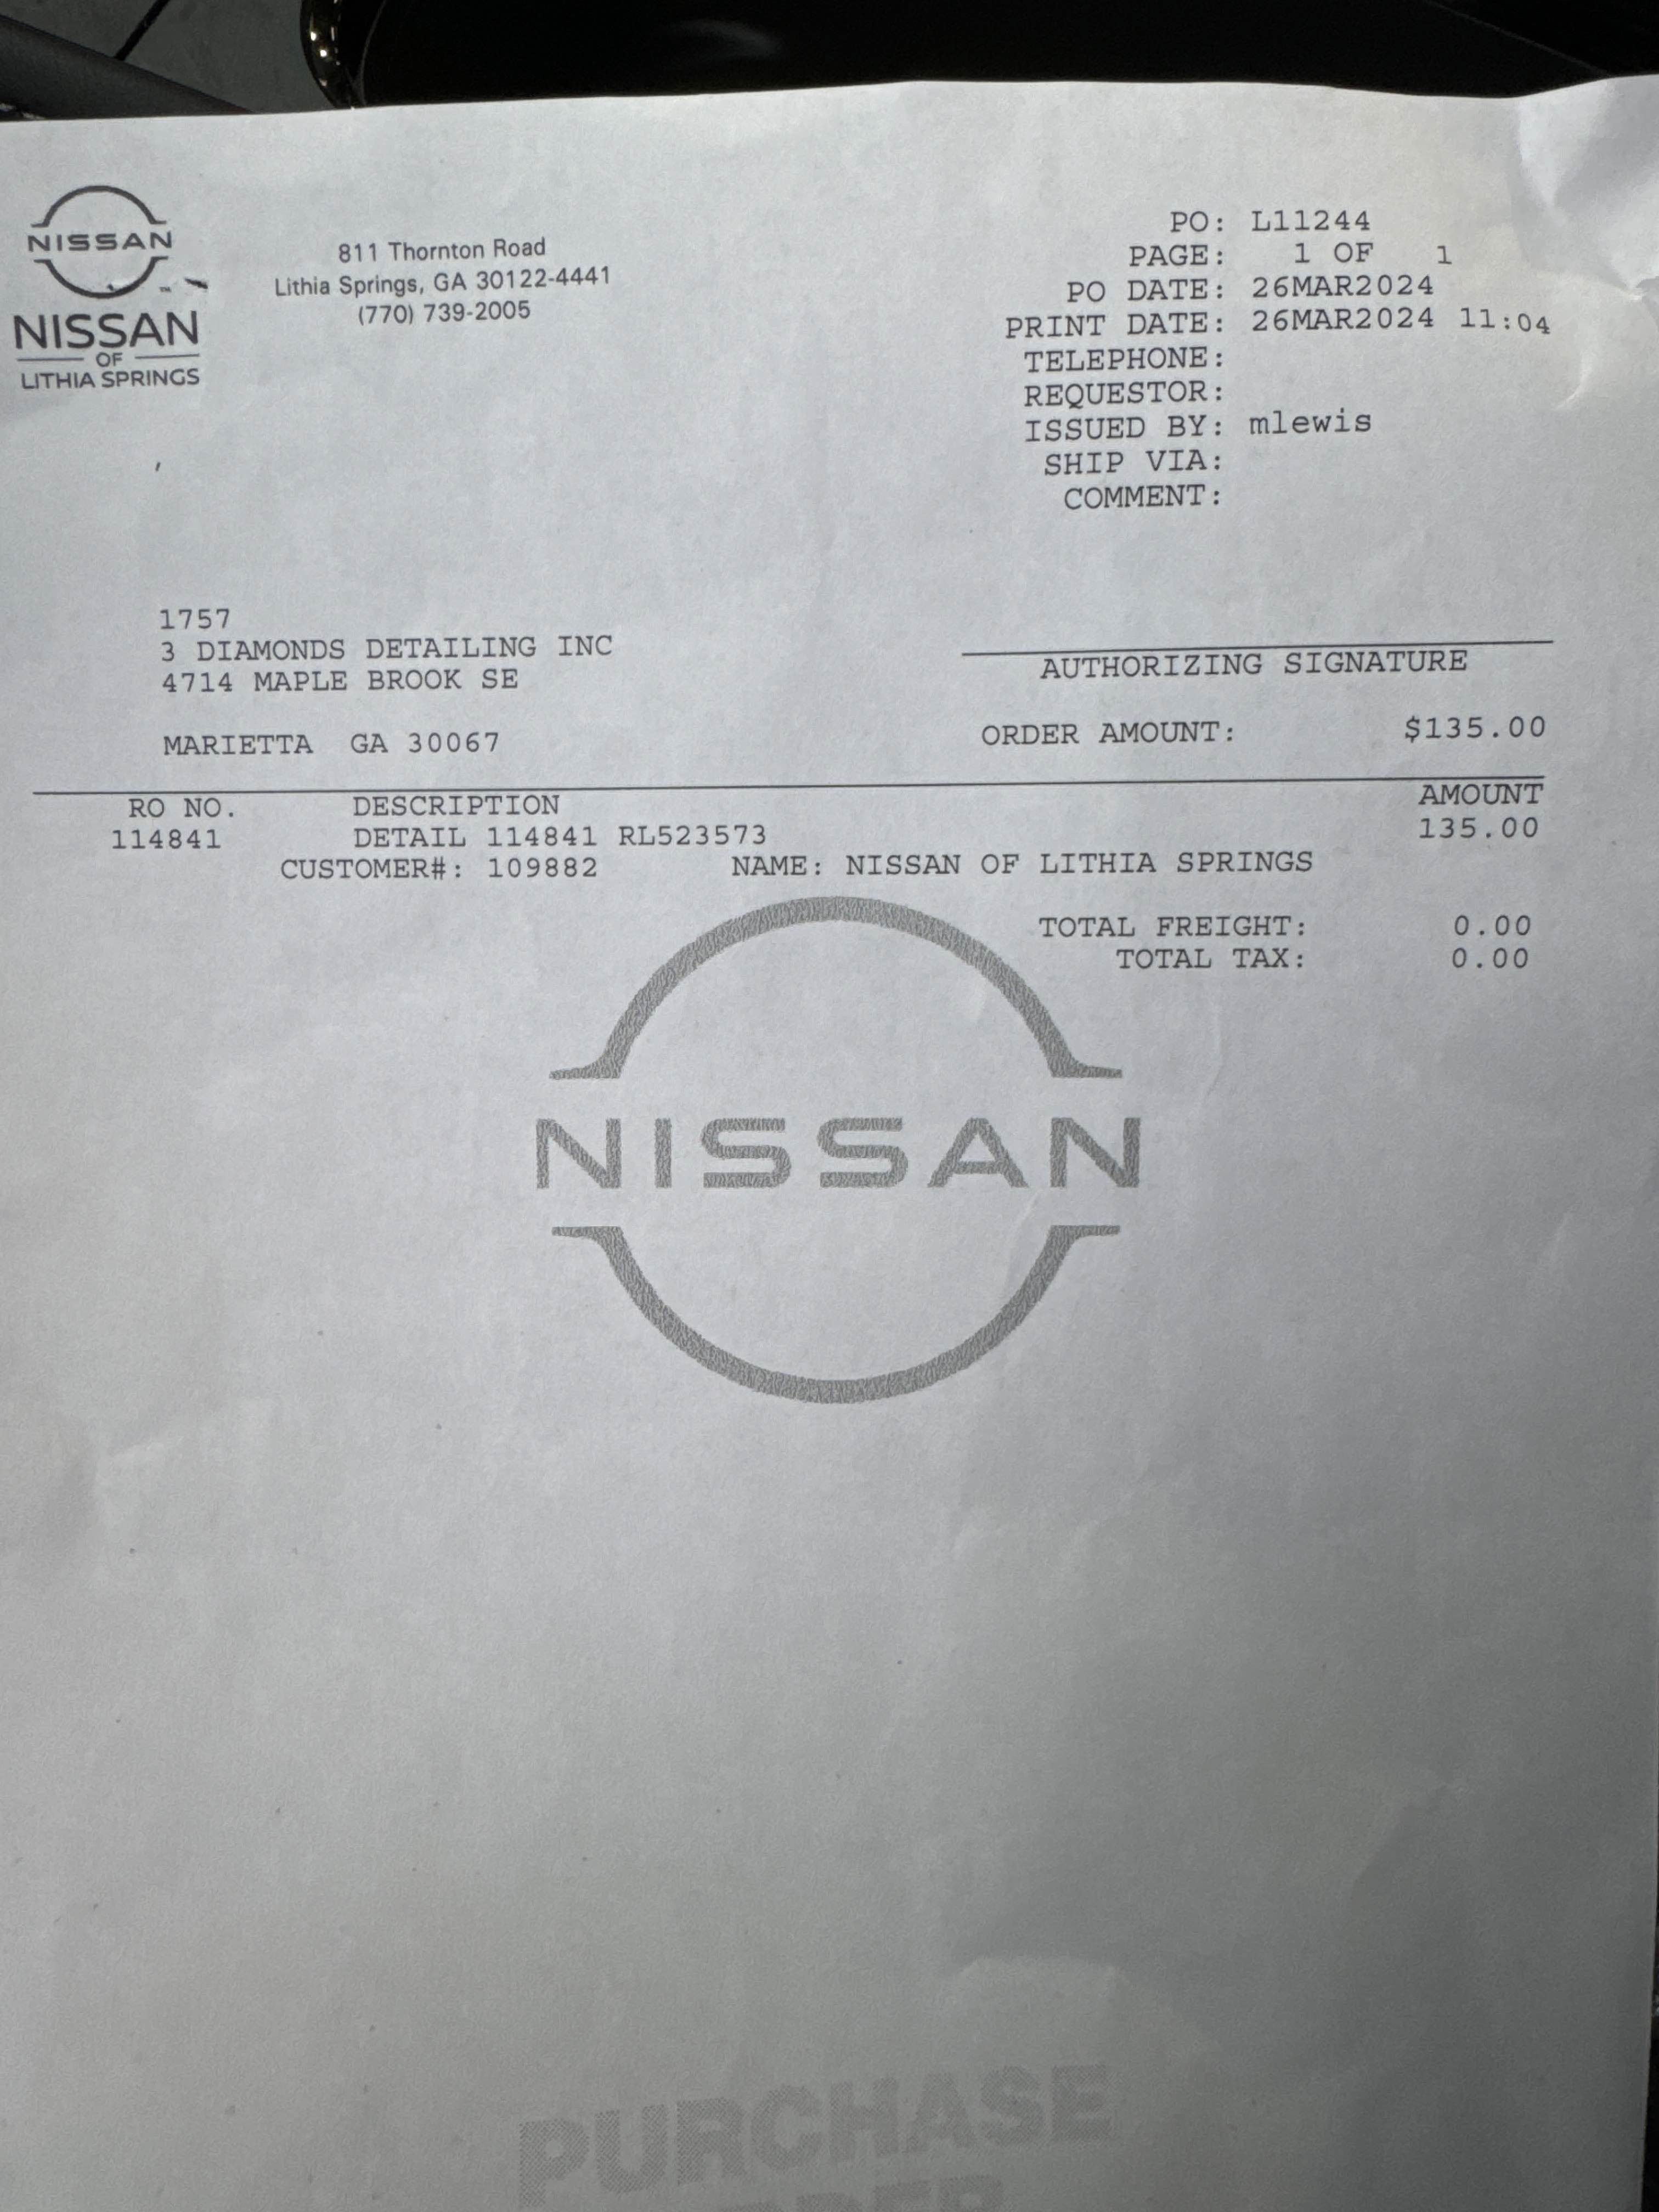 NISSAN
NISSAN
OF
LITHIA SPRINGS
811 Thornton Road
Lithia Springs, GA 30122-4441
(770) 739-2005
PO: L11244
PAGE: 1 OF 1
PO DATE: 26MAR2024
PRINT DATE: 26MAR2024 11:04
TELEPHONE:
REQUESTOR:
ISSUED BY: mlewis
SHIP VIA:
COMMENT:
1757
3 DIAMONDS DETAILING INC
4714 MAPLE BROOK SE
MARIETTA GA 30067
AUTHORIZING SIGNATURE
ORDER AMOUNT: $135.00
RO NO. DESCRIPTION AMOUNT
114841 DETAIL 114841 RL523573 135.00
CUSTOMER#: 109882 NAME: NISSAN OF LITHIA SPRINGS
TOTAL FREIGHT: 0.00
TOTAL TAX: 0.00
NISSAN
PURCHASE